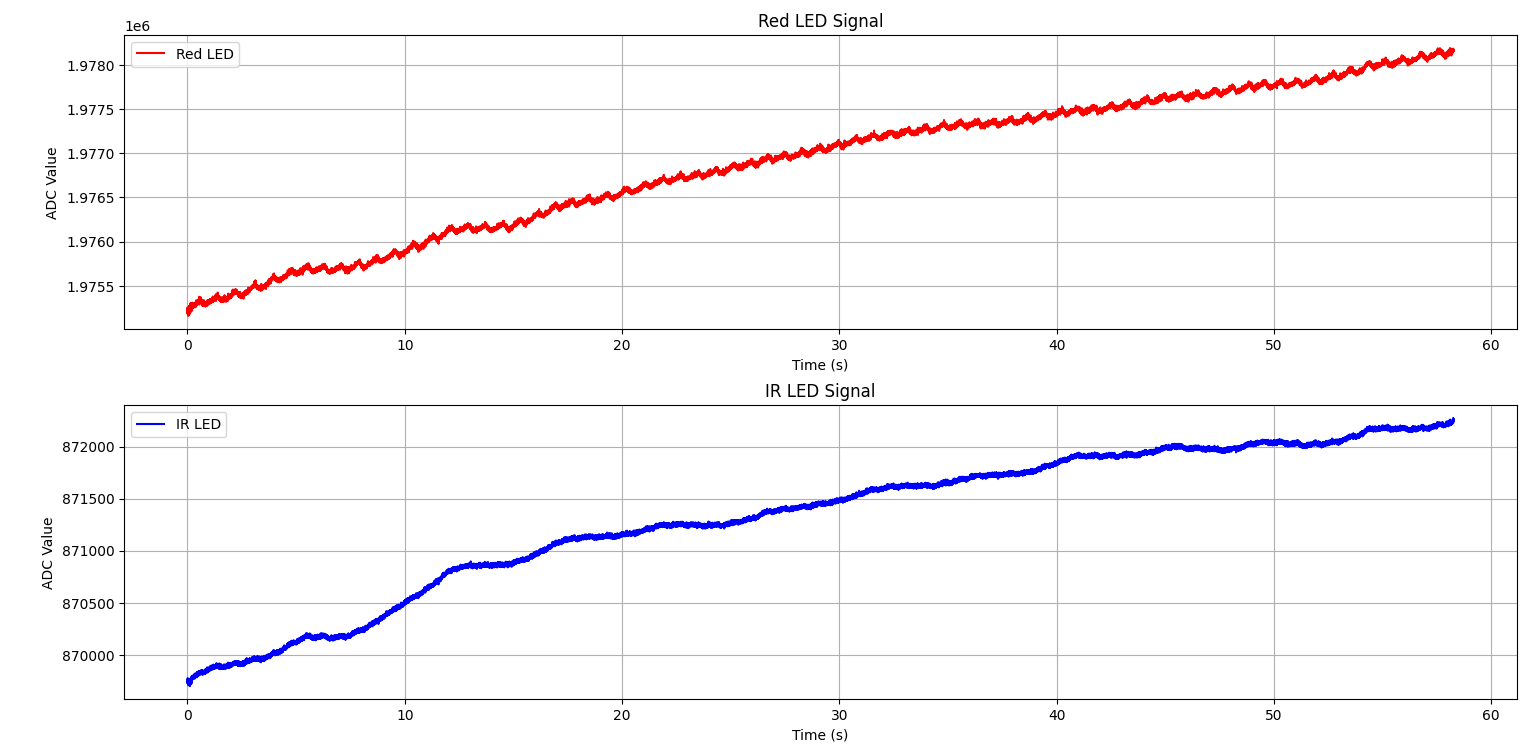 Red LED Signal
1e6
Red LED
1.9780
1.9775
1.9770
1.9765
1.9760
1.9755
ADC Value
0 10 20 30 40 50 60
Time (s)
IR LED Signal
IR LED
872000
871500
871000
870500
870000
ADC Value
0 10 20 30 40 50 60
Time (s)